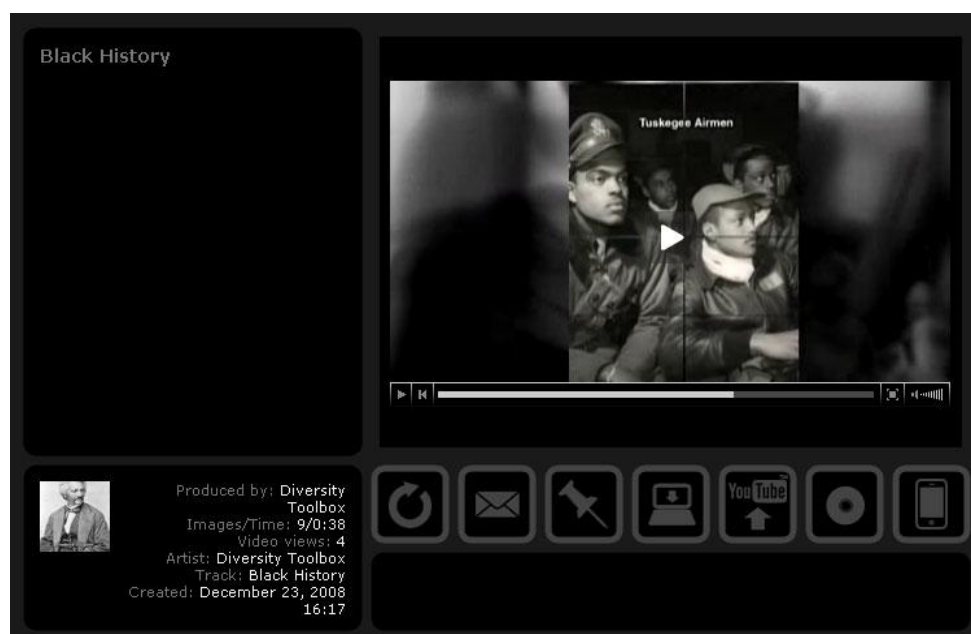 Black History
Tuskegee Airmen
Produced by: Diversity
Toolbox
Images/Time: 9/0:38
Video views: 4
Artist: Diversity Toolbox
Track: Black History
Created: December 23, 2008
16:17
You Tube